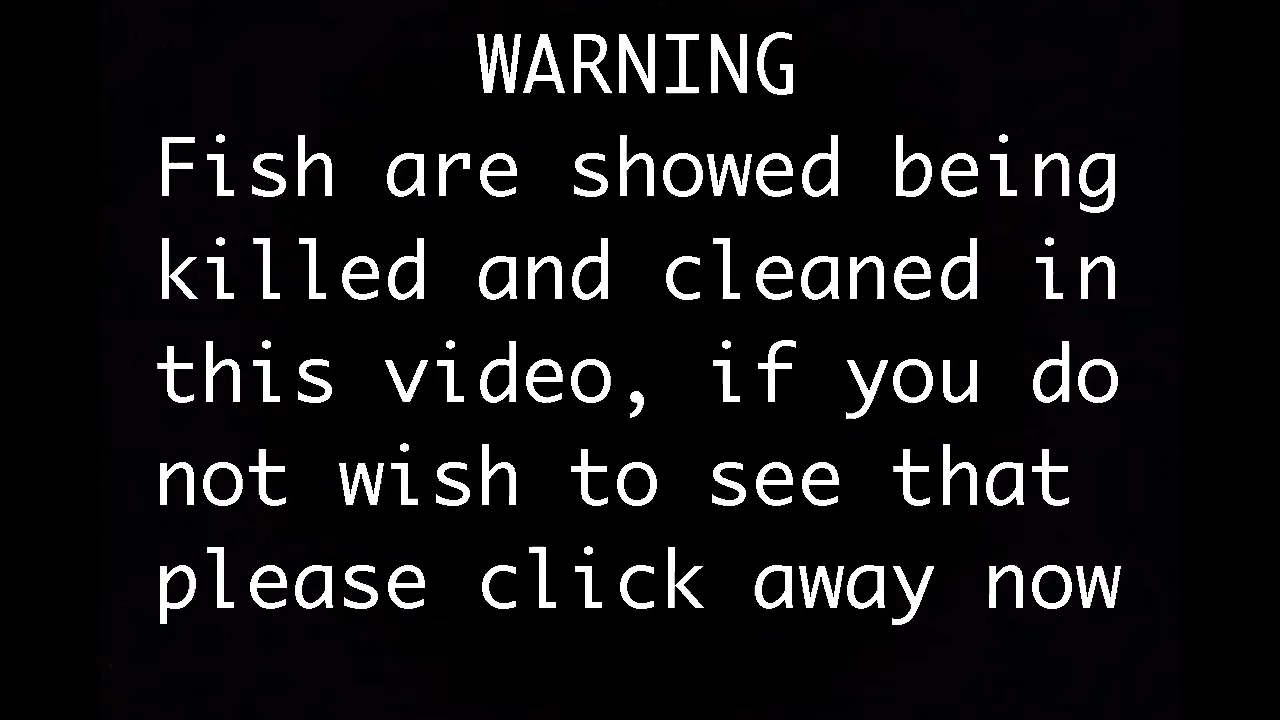 WARNING
Fish are showed being
killed and cleaned in
this video, if you do
not wish to see that
please click away now